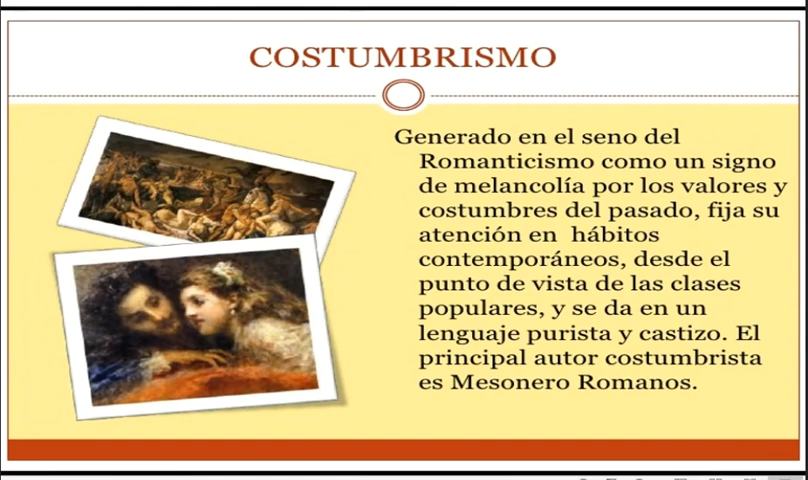 COSTUMBRISMO
Generado en el seno del
Romanticismo como un signo
de melancolía por los valores y
costumbres del pasado, fija su
atención en hábitos
contemporáneos, desde el
punto de vista de las clases
populares, y se da en un
lenguaje purista y castizo. El
principal autor costumbrista
es Mesonero Romanos.